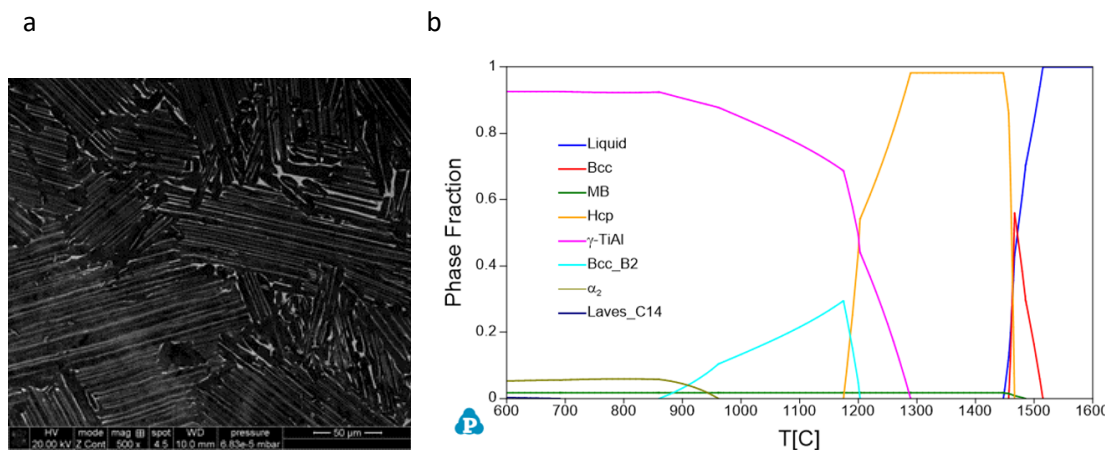 a
b
HV mode mag ⊞ spot WD pressure
20.00 kV Z Cont 500 x 4.5 10.0 mm 6.83e-5 mbar
50 µm
Phase Fraction
1
0.8
0.6
0.4
0.2
0
Liquid
Bcc
MB
Hcp
γ-TiAl
Bcc_B2
α₂
Laves_C14
600 700 800 900 1000 1100 1200 1300 1400 1500 1600
T[C]
P